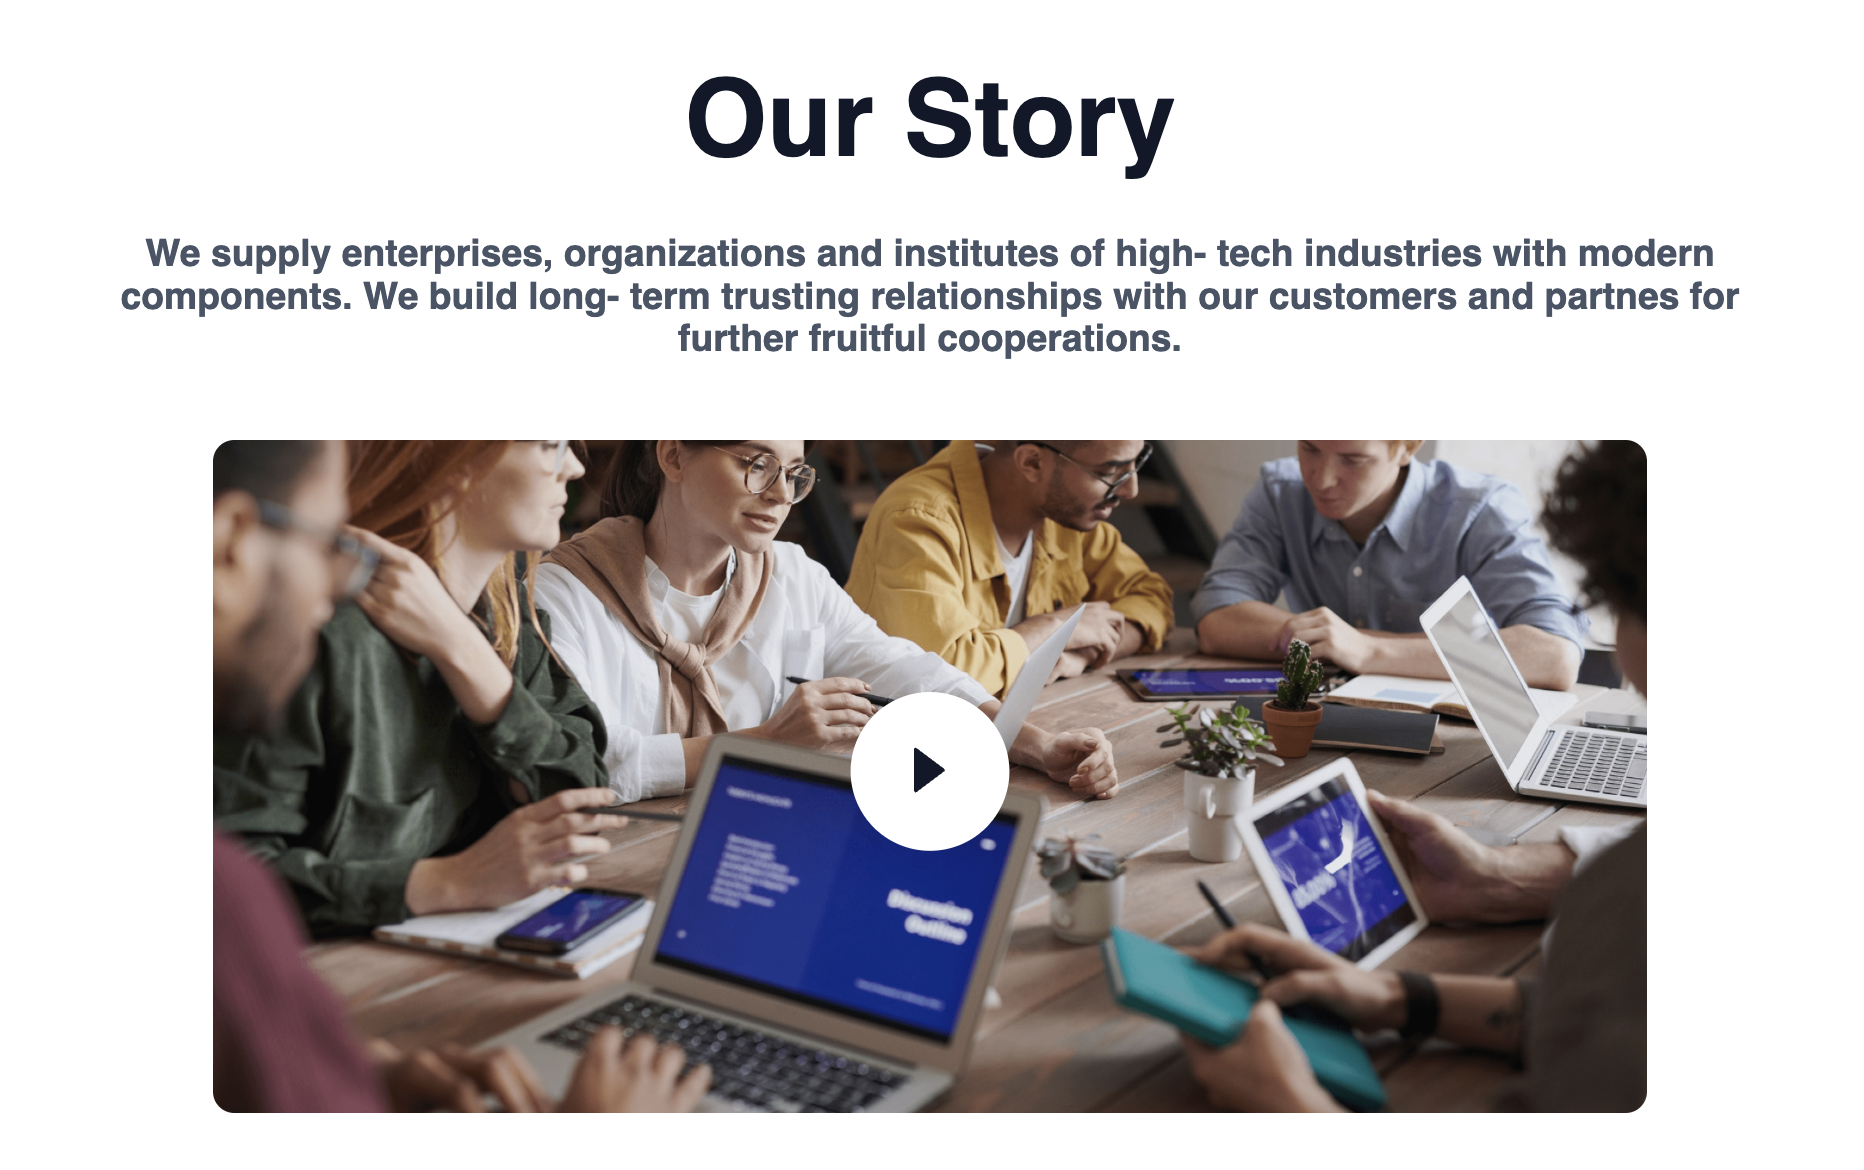 Our Story
We supply enterprises, organizations and institutes of high- tech industries with modern
components. We build long- term trusting relationships with our customers and partnes for
further fruitful cooperations.
Discussion
Outline